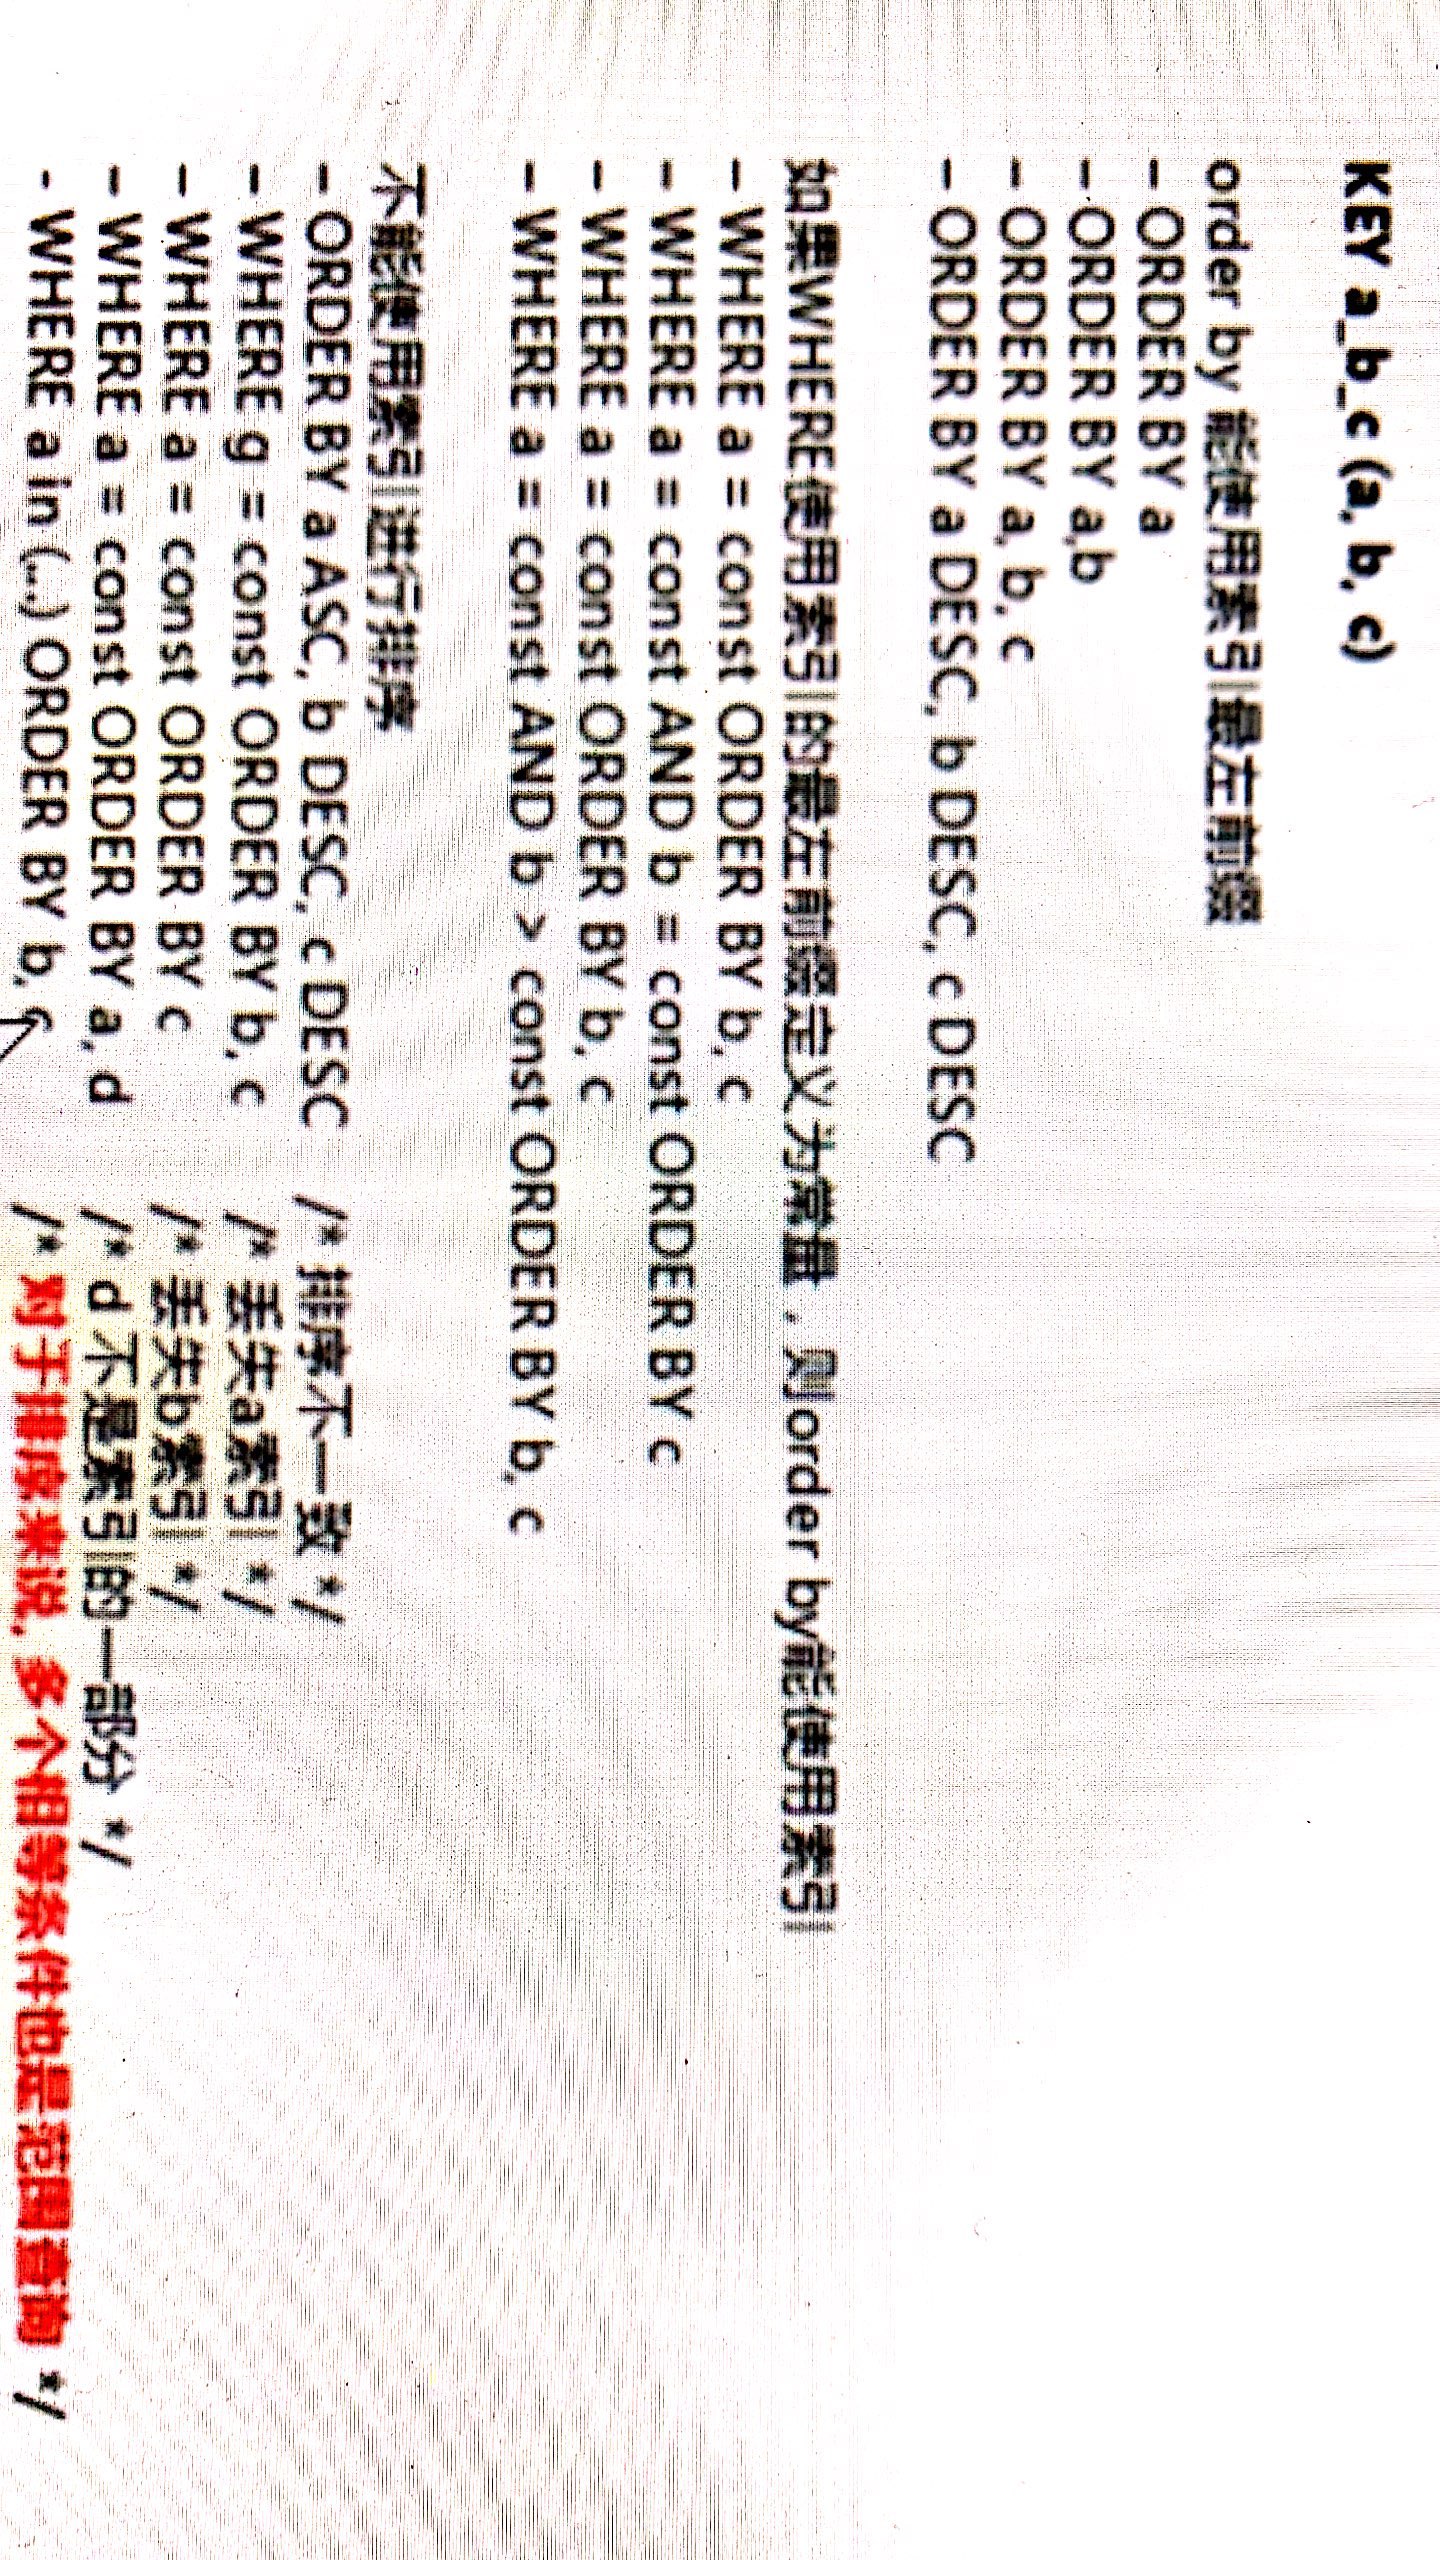 KEY a_b_c (a, b, c)
order by 能使用索引最左前缀
– ORDER BY a
– ORDER BY a,b
– ORDER BY a, b, c
– ORDER BY a DESC, b DESC, c DESC
如果WHERE使用索引的最左前缀定义为常量，则order by能使用索引
– WHERE a = const ORDER BY b, c
– WHERE a = const AND b = const ORDER BY c
– WHERE a = const ORDER BY b, c
– WHERE a = const AND b > const ORDER BY b, c
不能使用索引进行排序
– ORDER BY a ASC, b DESC, c DESC /* 排序不一致 */
– WHERE g = const ORDER BY b, c /* 丢失a索引 */
– WHERE a = const ORDER BY c /* 丢失b索引 */
– WHERE a = const ORDER BY a, d /* d 不是索引的一部分 */
- WHERE a in (...) ORDER BY b, c /* 对于排序来说, 多个相等条件也是范围查询 */